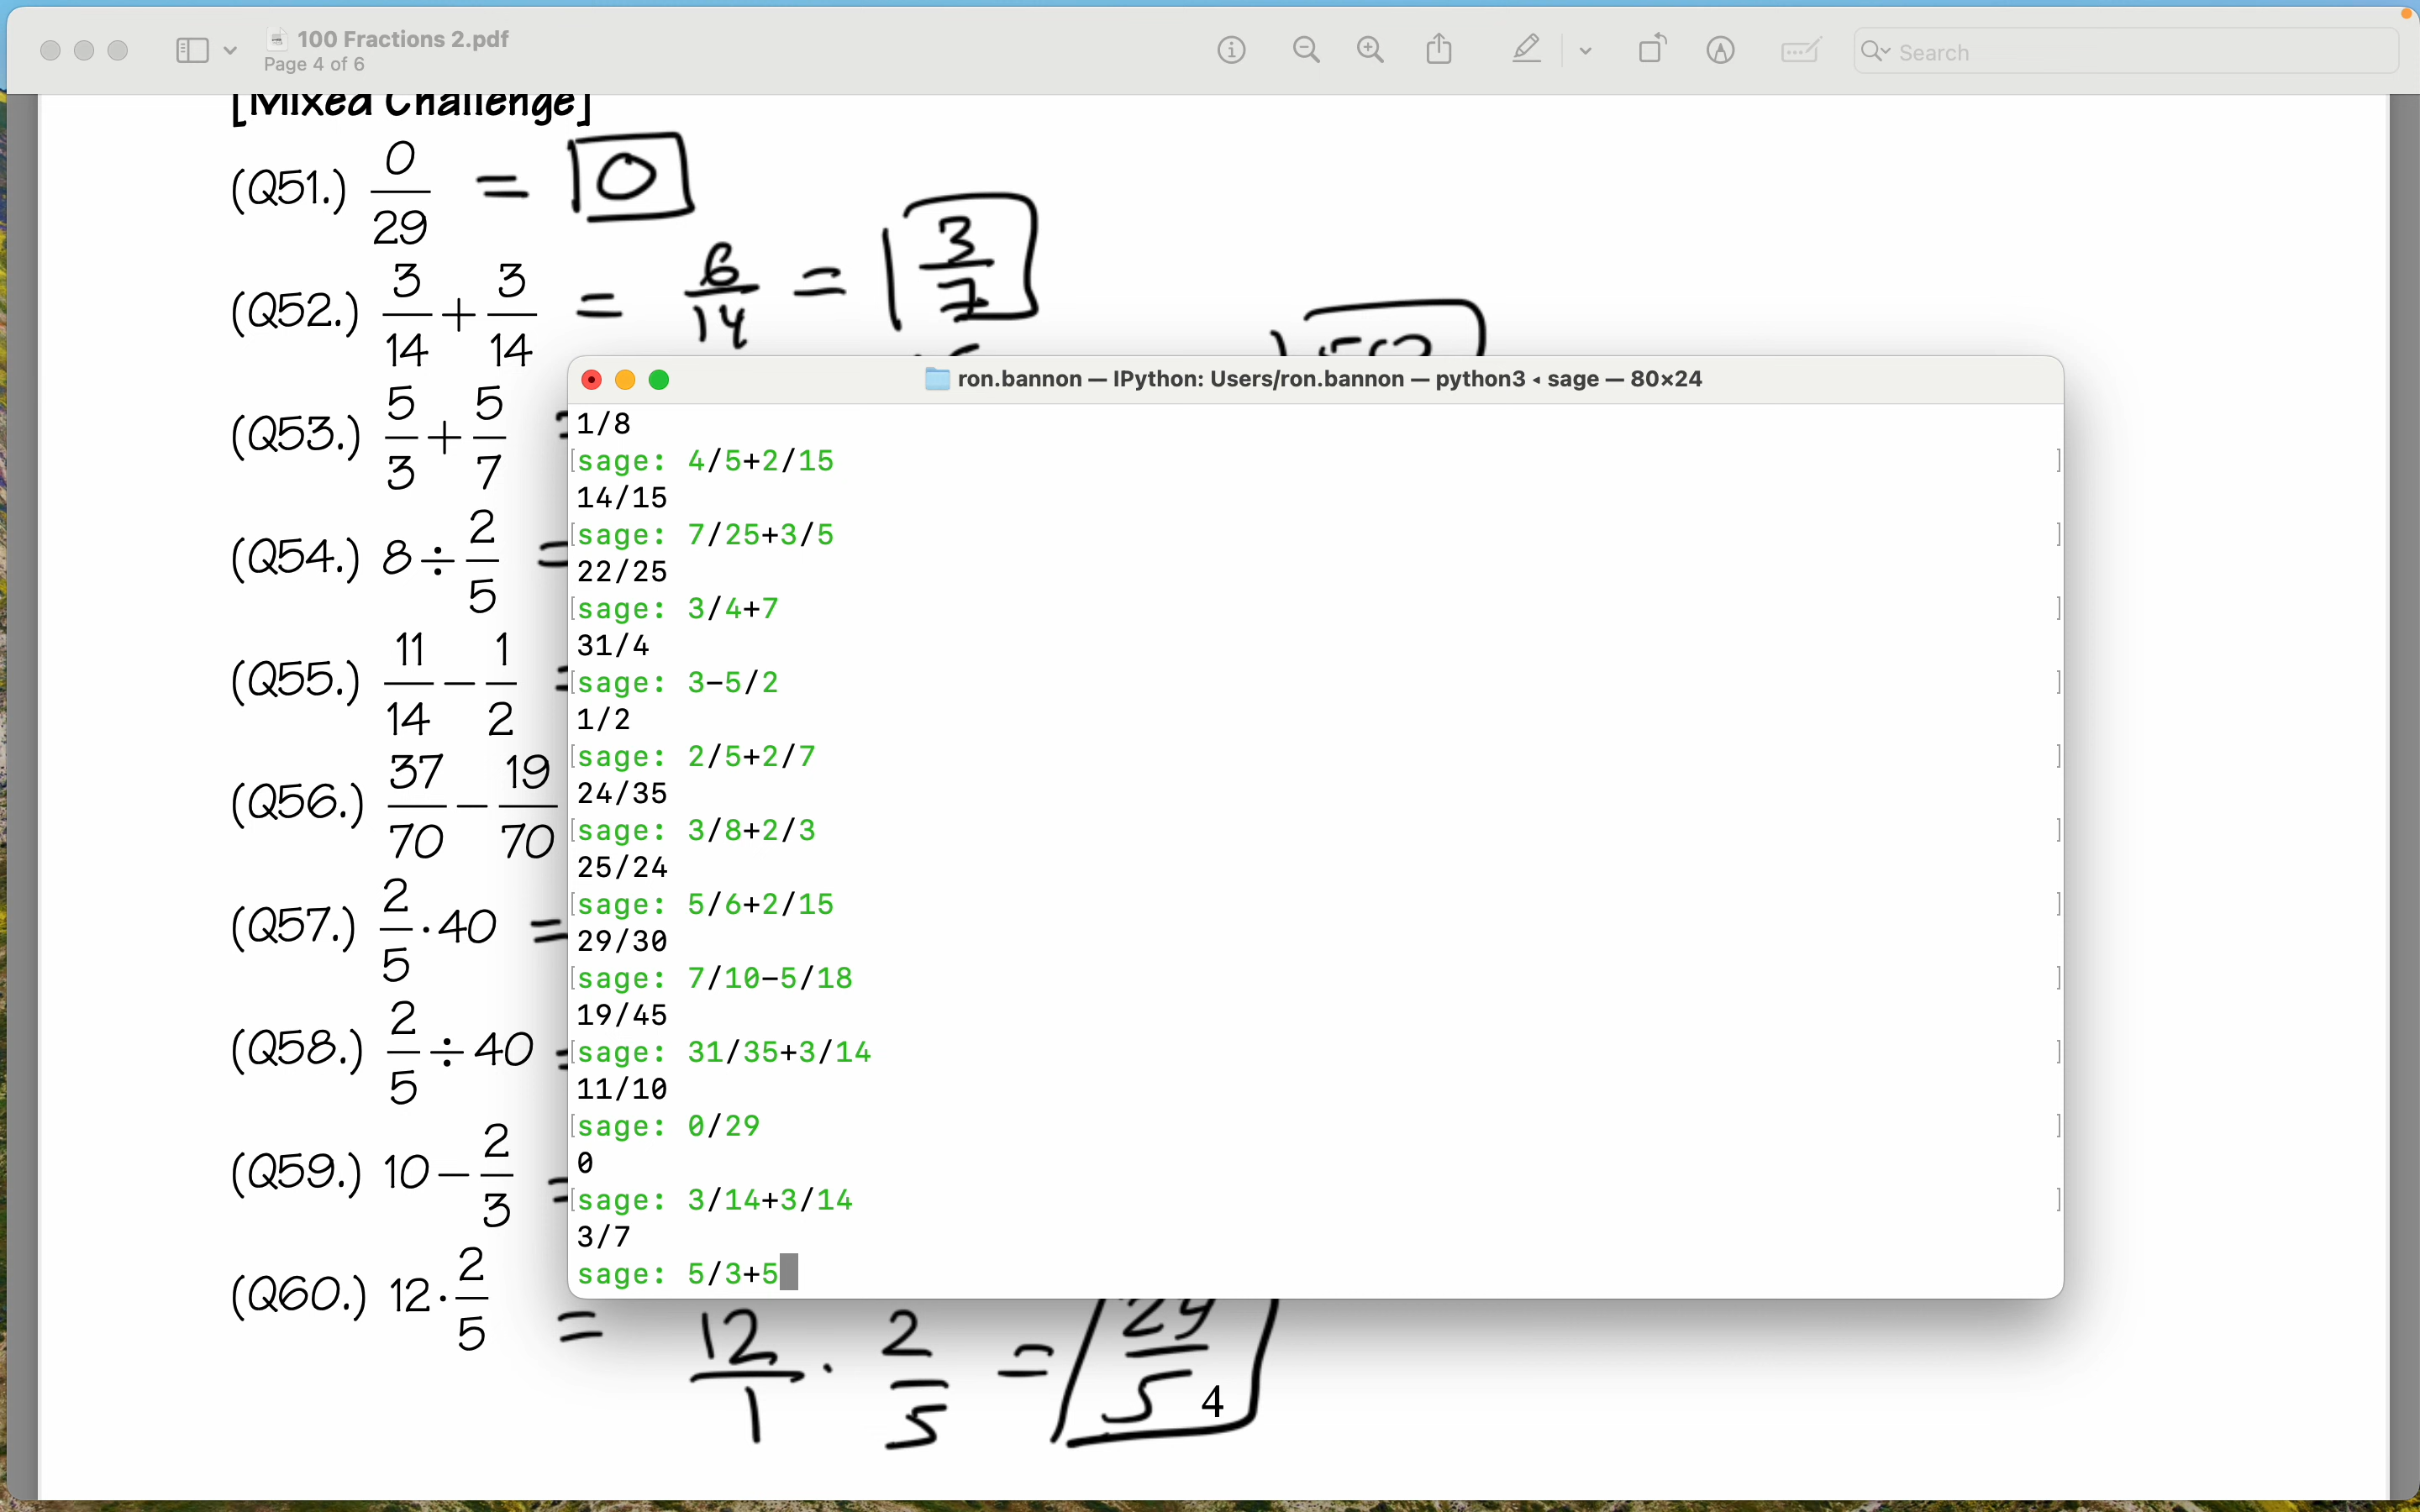 100 Fractions 2.pdf
Page 4 of 6
Search
[Mixed Challenge]
(Q51.) 0/29 = 0
(Q52.) 3/14 + 3/14 = 6/14 = 3/7
(Q53.) 5/3 + 5/7 =
(Q54.) 8 ÷ 2/5 =
(Q55.) 11/14 − 1/2 =
(Q56.) 37/70 − 19/70
(Q57.) 2/5 · 40 =
(Q58.) 2/5 ÷ 40 =
(Q59.) 10 − 2/3 =
(Q60.) 12 · 2/5 = 12/1 · 2/5 = 24/5
4
ron.bannon — IPython: Users/ron.bannon — python3 ◂ sage — 80×24
1/8
[sage: 4/5+2/15 ]
14/15
[sage: 7/25+3/5 ]
22/25
[sage: 3/4+7 ]
31/4
[sage: 3-5/2 ]
1/2
[sage: 2/5+2/7 ]
24/35
[sage: 3/8+2/3 ]
25/24
[sage: 5/6+2/15 ]
29/30
[sage: 7/10-5/18 ]
19/45
[sage: 31/35+3/14 ]
11/10
[sage: 0/29 ]
0
[sage: 3/14+3/14 ]
3/7
sage: 5/3+5